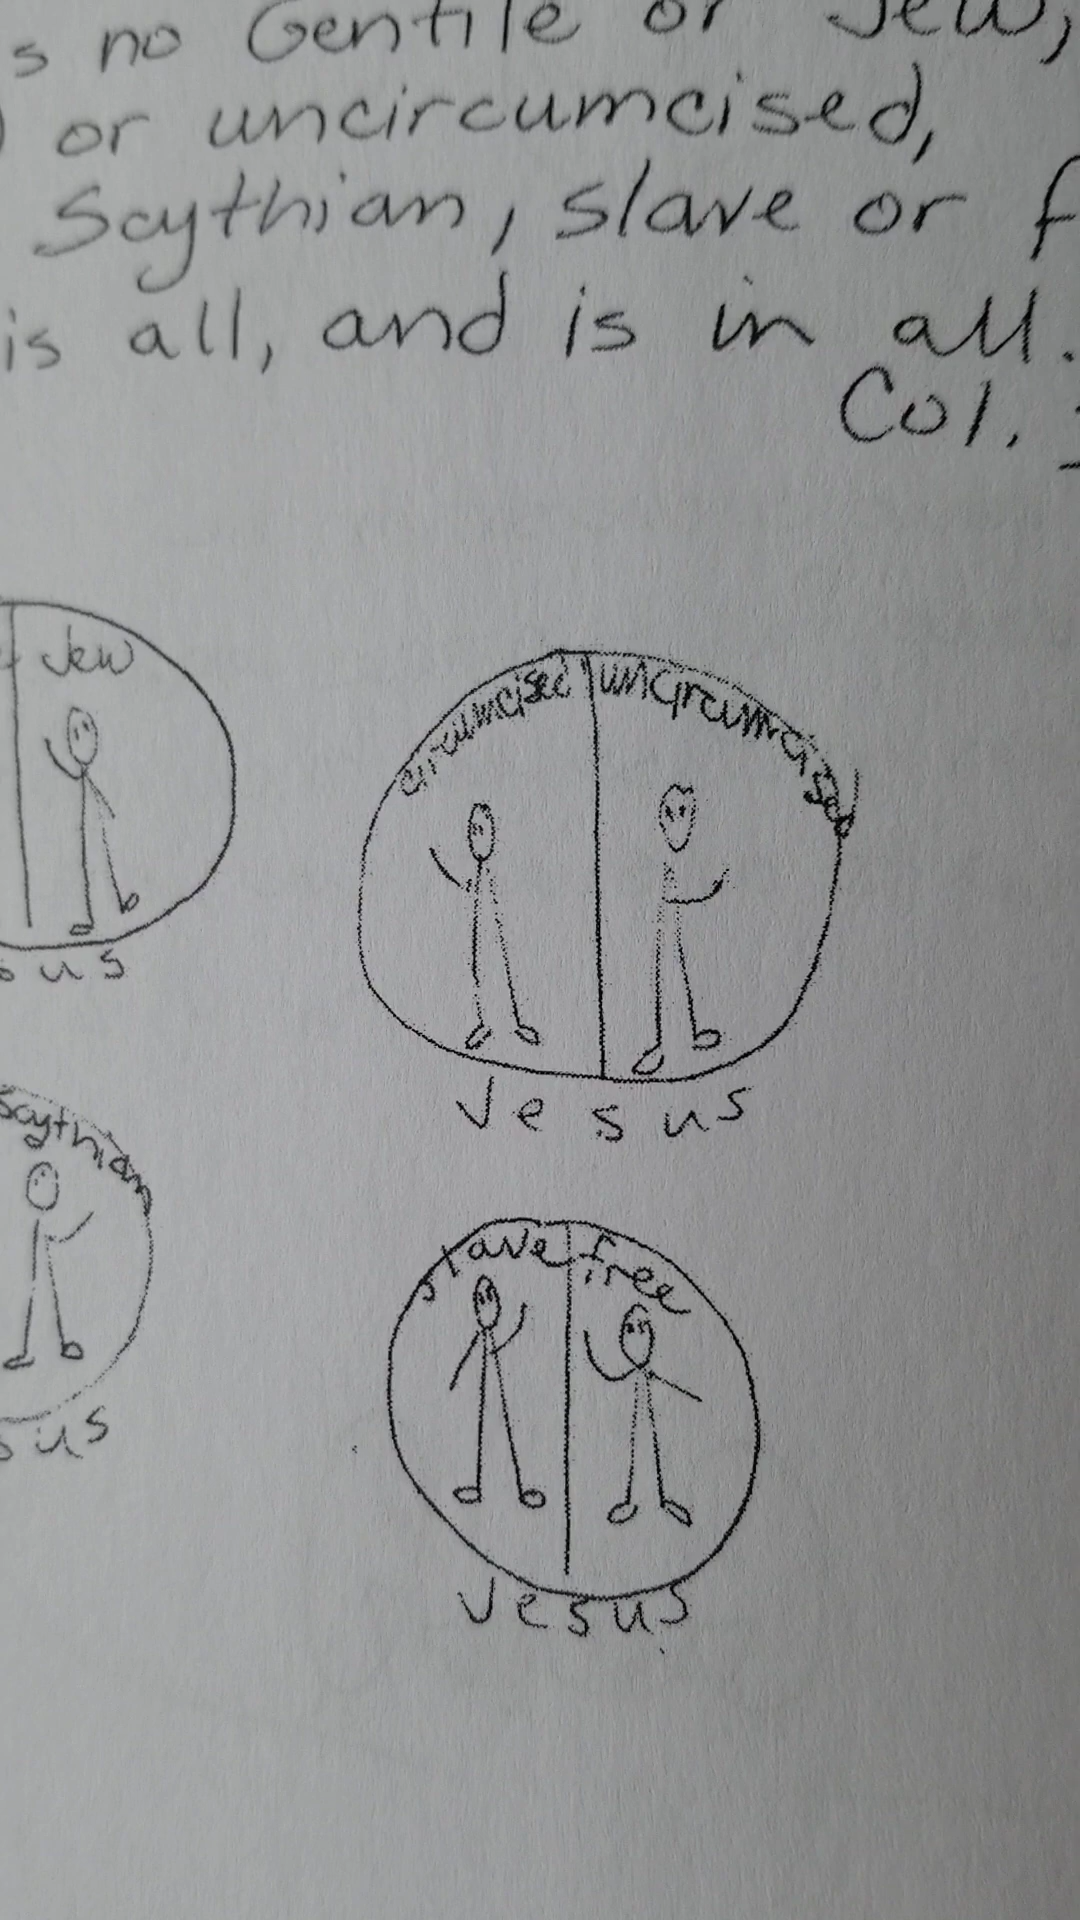 s no Gentile or Jew,
or uncircumcised,
Scythian, slave or f
is all, and is in all.
Col.
Jew
circumcised uncircumcised
sus
Jesus
Scythian
slave free
sus
Jesus